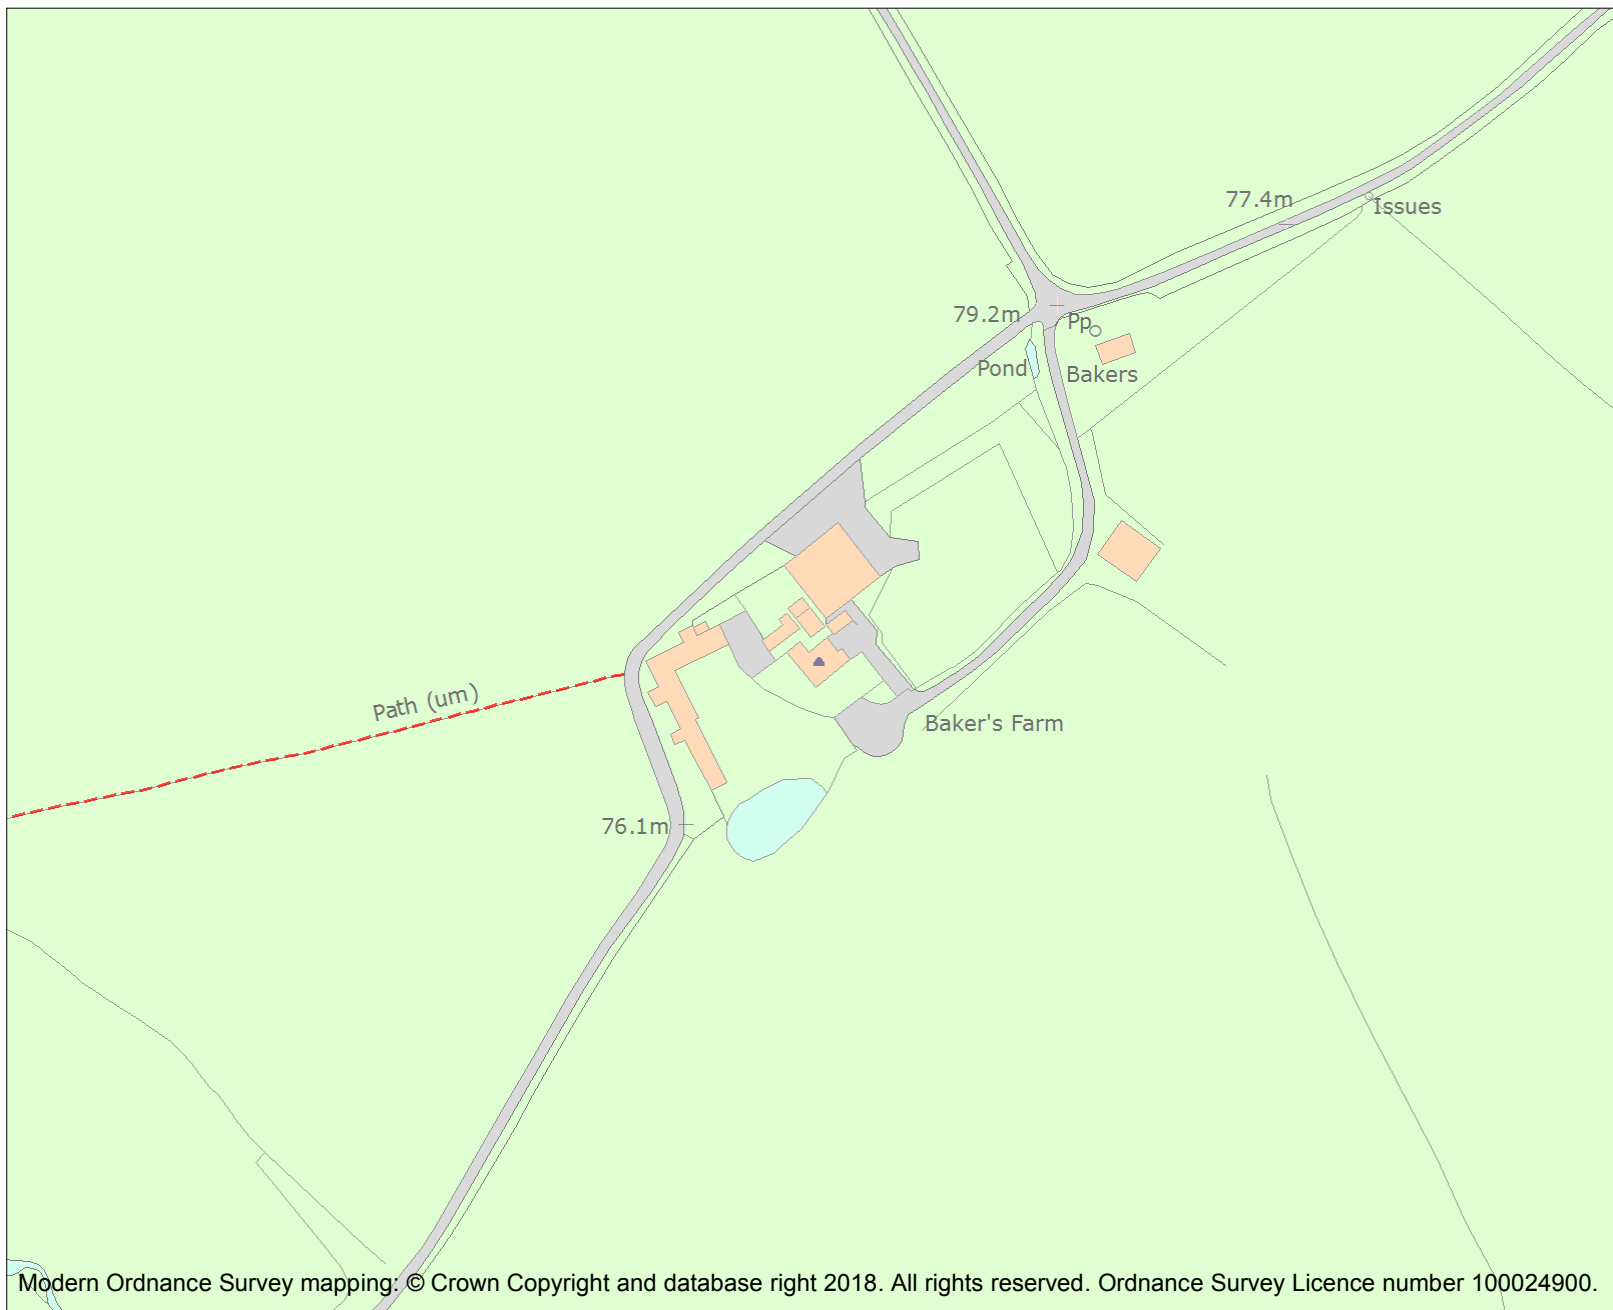 77.4m
Issues
79.2m
Pp
Pond
Bakers
Path (um)
Baker's Farm
76.1m
Modern Ordnance Survey mapping: © Crown Copyright and database right 2018. All rights reserved. Ordnance Survey Licence number 100024900.